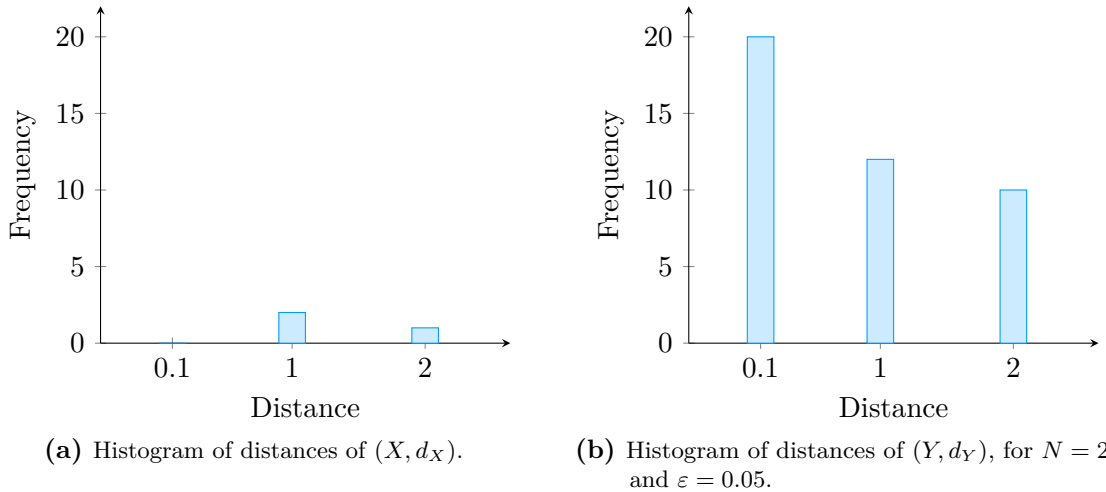 20
15
10
5
0
0.1 1 2
Frequency
Distance
(a) Histogram of distances of (X, d_X).
20
15
10
5
0
0.1 1 2
Frequency
Distance
(b) Histogram of distances of (Y, d_Y), for N = 2
and ε = 0.05.